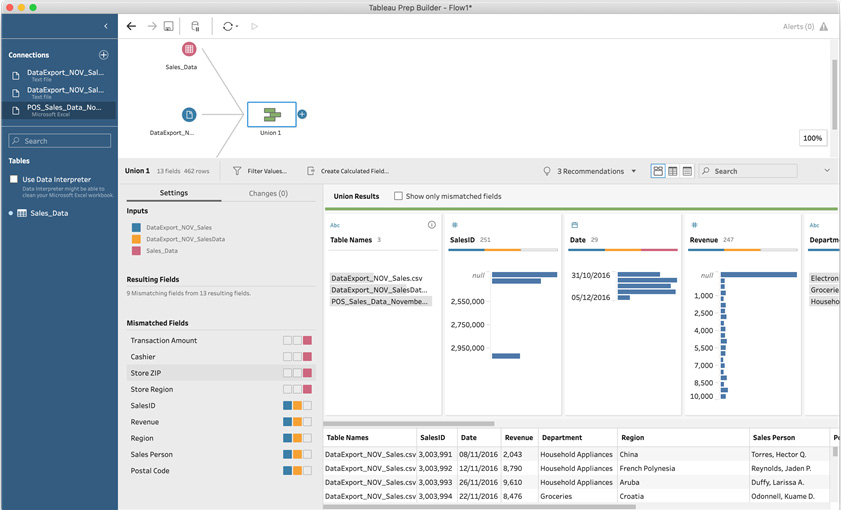 Tableau Prep Builder - Flow1*
Alerts (0)
Connections
DataExport_NOV_Sal...
Text file
DataExport_NOV_Sal...
Text file
POS_Sales_Data_No...
Microsoft Excel
Search
Tables
Use Data Interpreter
Data Interpreter might be able to
clean your Microsoft Excel workbook.
Sales_Data
Sales_Data
DataExport_N...
Union 1
100%
Union 1 13 fields 462 rows
Filter Values...
Create Calculated Field...
3 Recommendations
Search
Settings
Changes (0)
Inputs
DataExport_NOV_Sales
DataExport_NOV_SalesData
Sales_Data
Resulting Fields
9 Mismatching fields from 13 resulting fields.
Mismatched Fields
Transaction Amount
Cashier
Store ZIP
Store Region
SalesID
Revenue
Region
Sales Person
Postal Code
Union Results
Show only mismatched fields
Abc
Table Names 3
DataExport_NOV_Sales.csv
DataExport_NOV_SalesDat...
POS_Sales_Data_Novembe...
#
SalesID 251
null
2,550,000
2,750,000
2,950,000
Date 29
31/10/2016
05/12/2016
#
Revenue 247
null
1,000
2,500
4,000
5,500
7,000
8,500
10,000
Abc
Departm
Electron
Groceries
Househol
Table Names SalesID Date Revenue Department Region Sales Person Po
DataExport_NOV_Sales.csv 3,003,991 08/11/2016 2,043 Household Appliances China Torres, Hector Q.
DataExport_NOV_Sales.csv 3,003,992 12/11/2016 8,790 Household Appliances French Polynesia Reynolds, Jaden P.
DataExport_NOV_Sales.csv 3,003,993 26/11/2016 9,610 Household Appliances Aruba Duffy, Larissa A.
DataExport_NOV_Sales.csv 3,003,994 22/11/2016 8,476 Groceries Croatia Odonnell, Kuame D.